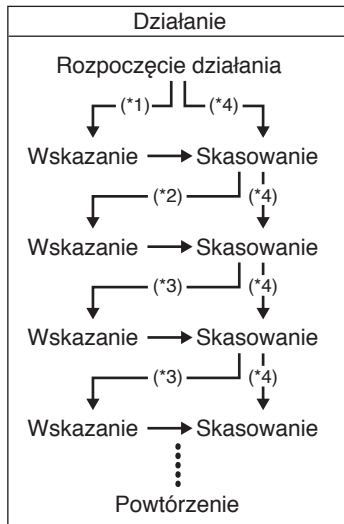 Działanie
Rozpoczęcie działania
(*1) (*4)
Wskazanie Skasowanie
(*2) (*4)
Wskazanie Skasowanie
(*3) (*4)
Wskazanie Skasowanie
(*3) (*4)
Wskazanie Skasowanie
Powtórzenie